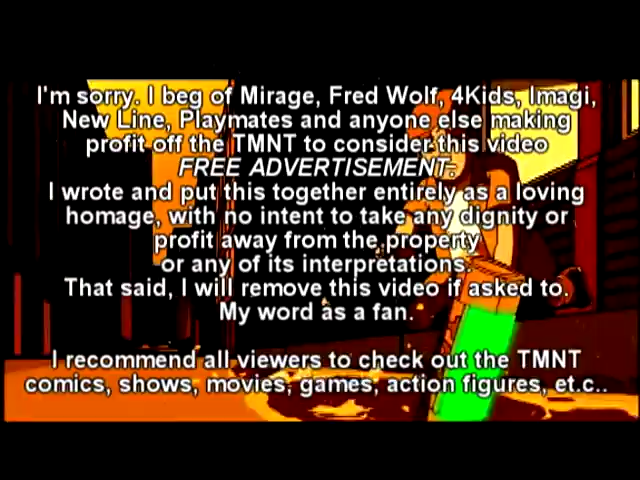 I'm sorry. I beg of Mirage, Fred Wolf, 4Kids, Imagi,
New Line, Playmates and anyone else making
profit off the TMNT to consider this video
FREE ADVERTISEMENT.
I wrote and put this together entirely as a loving
homage, with no intent to take any dignity or
profit away from the property
or any of its interpretations.
That said, I will remove this video if asked to.
My word as a fan.
I recommend all viewers to check out the TMNT
comics, shows, movies, games, action figures, et.c..